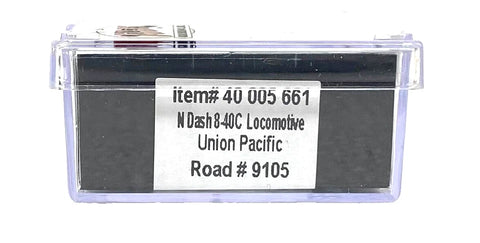 Item# 40 005 661
N Dash 8-40C Locomotive
Union Pacific
Road # 9105